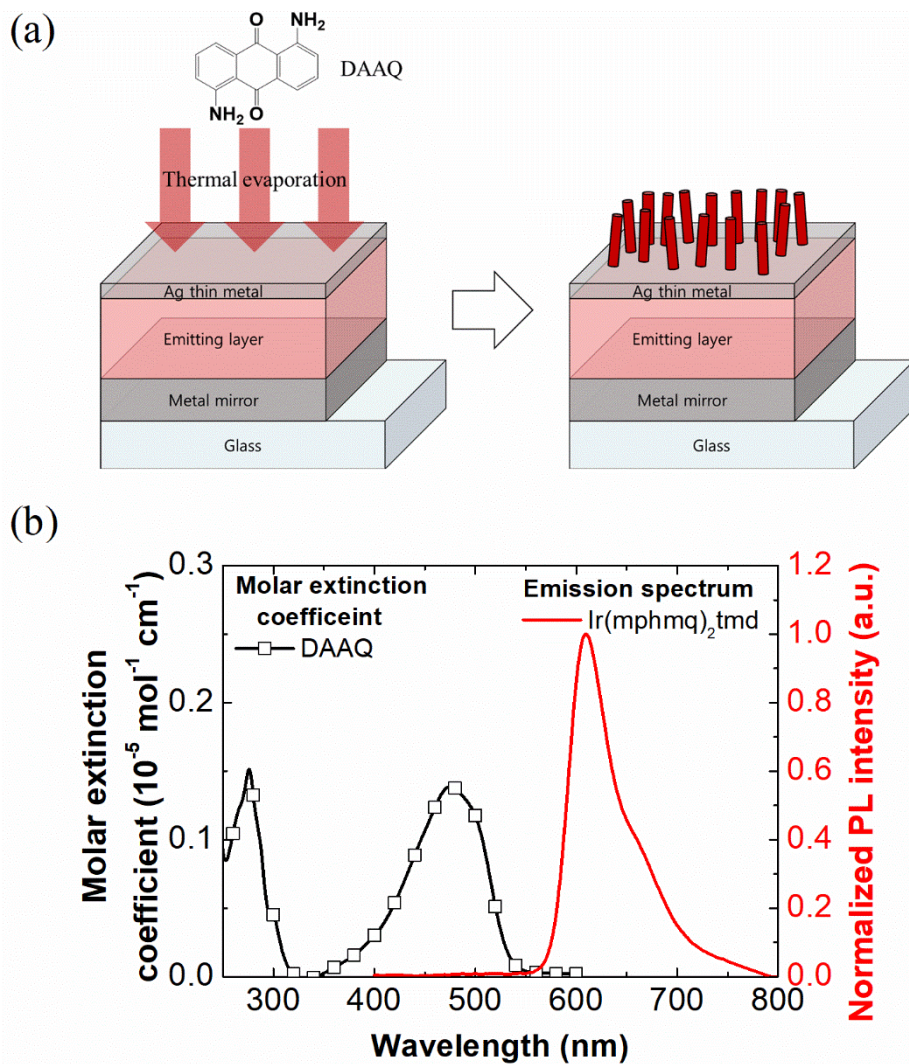 (a)
NH2
O
DAAQ
NH2 O
Thermal evaporation
Ag thin metal
Emitting layer
Metal mirror
Glass
Ag thin metal
Emitting layer
Metal mirror
Glass
(b)
Molar extinction
coefficient (10-5 mol-1 cm-1)
0.3
0.2
0.1
0.0
Molar extinction
coefficeint
DAAQ
Emission spectrum
Ir(mphmq)2tmd
1.2
1.0
0.8
0.6
0.4
0.2
0.0
Normalized PL intensity (a.u.)
300 400 500 600 700 800
Wavelength (nm)